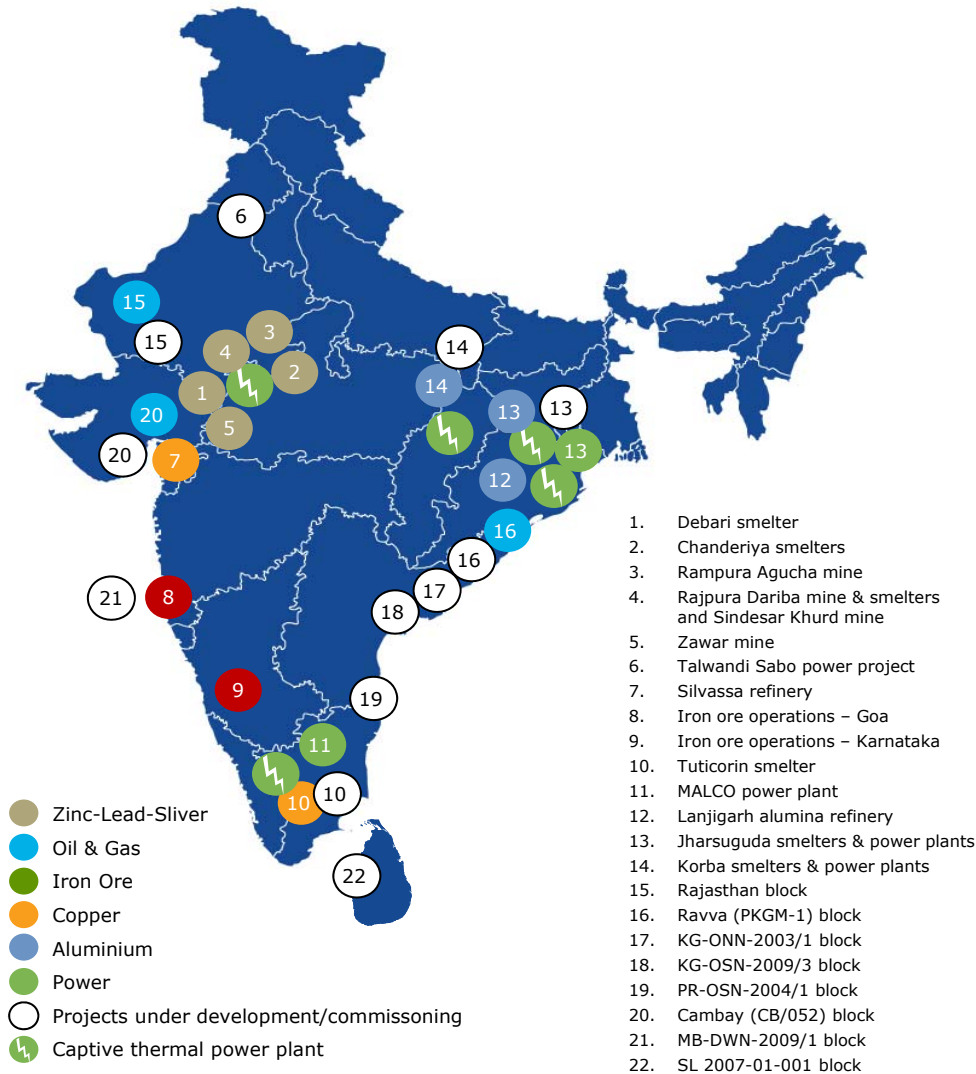 6
15
3
15
4
14
2
14
1
13
13
20
5
13
20
7
12
16
16
21
8
17
18
9
19
11
10
10
22
Zinc-Lead-Sliver
Oil & Gas
Iron Ore
Copper
Aluminium
Power
Projects under development/commissoning
Captive thermal power plant
1. Debari smelter
2. Chanderiya smelters
3. Rampura Agucha mine
4. Rajpura Dariba mine & smelters
and Sindesar Khurd mine
5. Zawar mine
6. Talwandi Sabo power project
7. Silvassa refinery
8. Iron ore operations – Goa
9. Iron ore operations – Karnataka
10. Tuticorin smelter
11. MALCO power plant
12. Lanjigarh alumina refinery
13. Jharsuguda smelters & power plants
14. Korba smelters & power plants
15. Rajasthan block
16. Ravva (PKGM-1) block
17. KG-ONN-2003/1 block
18. KG-OSN-2009/3 block
19. PR-OSN-2004/1 block
20. Cambay (CB/052) block
21. MB-DWN-2009/1 block
22. SL 2007-01-001 block